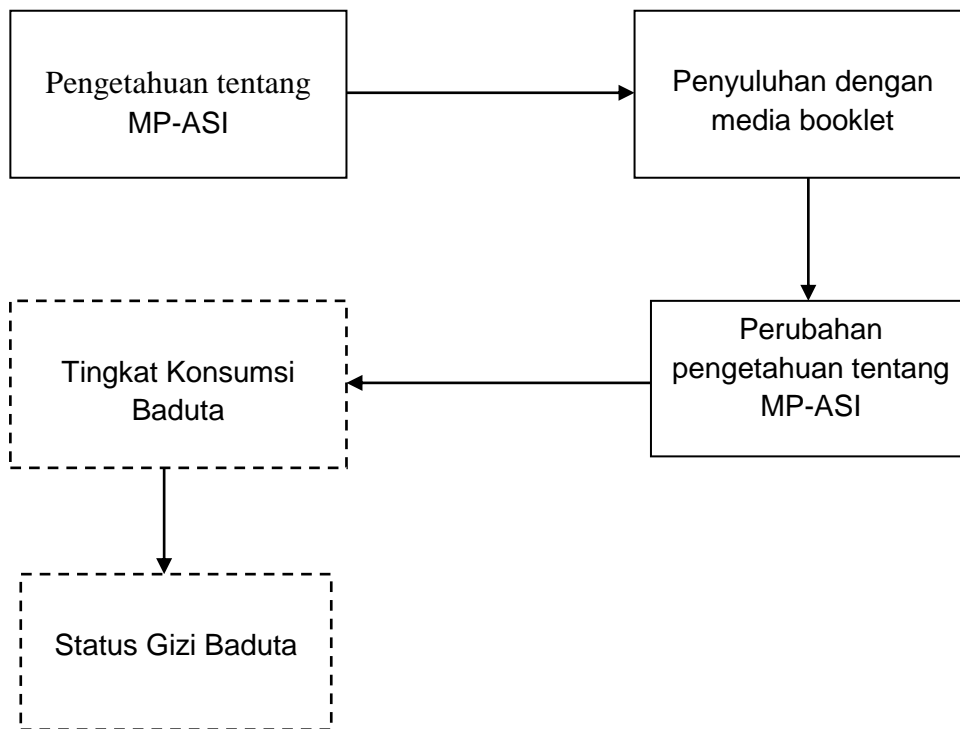 Pengetahuan tentang
MP-ASI
Penyuluhan dengan
media booklet
Perubahan
pengetahuan tentang
MP-ASI
Tingkat Konsumsi
Baduta
Status Gizi Baduta